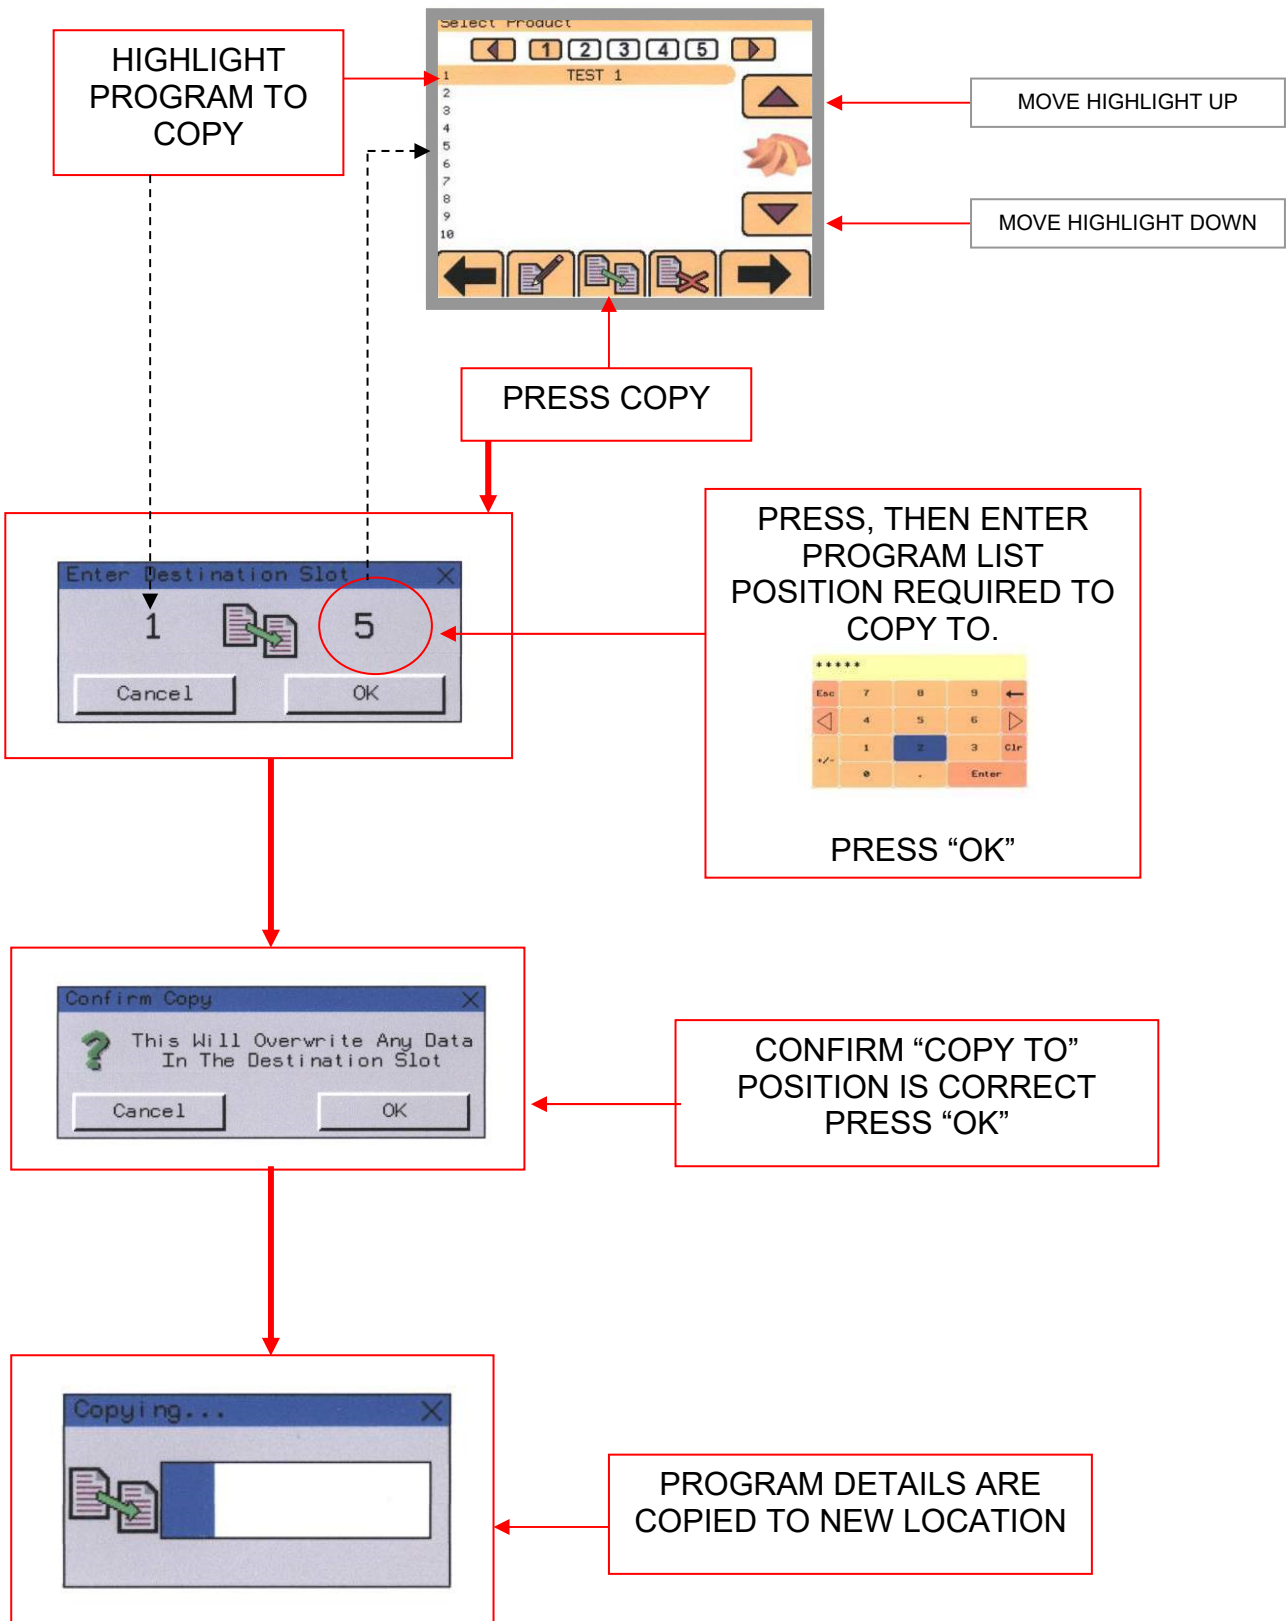 Select Product
1 2 3 4 5
HIGHLIGHT
PROGRAM TO
COPY
1 TEST 1
2
3
4
5
6
7
8
9
10
MOVE HIGHLIGHT UP
MOVE HIGHLIGHT DOWN
PRESS COPY
Enter Destination Slot
1 5
Cancel OK
PRESS, THEN ENTER
PROGRAM LIST
POSITION REQUIRED TO
COPY TO.
*****
Esc 7 8 9
4 5 6
+/- 1 2 3 Clr
0 . Enter
PRESS “OK”
Confirm Copy
This Will Overwrite Any Data
In The Destination Slot
Cancel OK
CONFIRM “COPY TO”
POSITION IS CORRECT
PRESS “OK”
Copying...
PROGRAM DETAILS ARE
COPIED TO NEW LOCATION